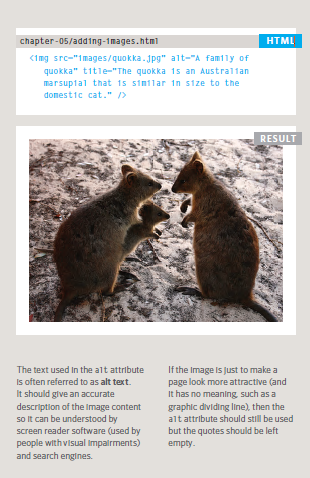 chapter-05/adding-images.html
HTML
<img src="images/quokka.jpg" alt="A family of
quokka" title="The quokka is an Australian
marsupial that is similar in size to the
domestic cat." />
RESULT
The text used in the alt attribute
is often referred to as alt text.
It should give an accurate
description of the image content
so it can be understood by
screen reader software (used by
people with visual impairments)
and search engines.
If the image is just to make a
page look more attractive (and
it has no meaning, such as a
graphic dividing line), then the
alt attribute should still be used
but the quotes should be left
empty.